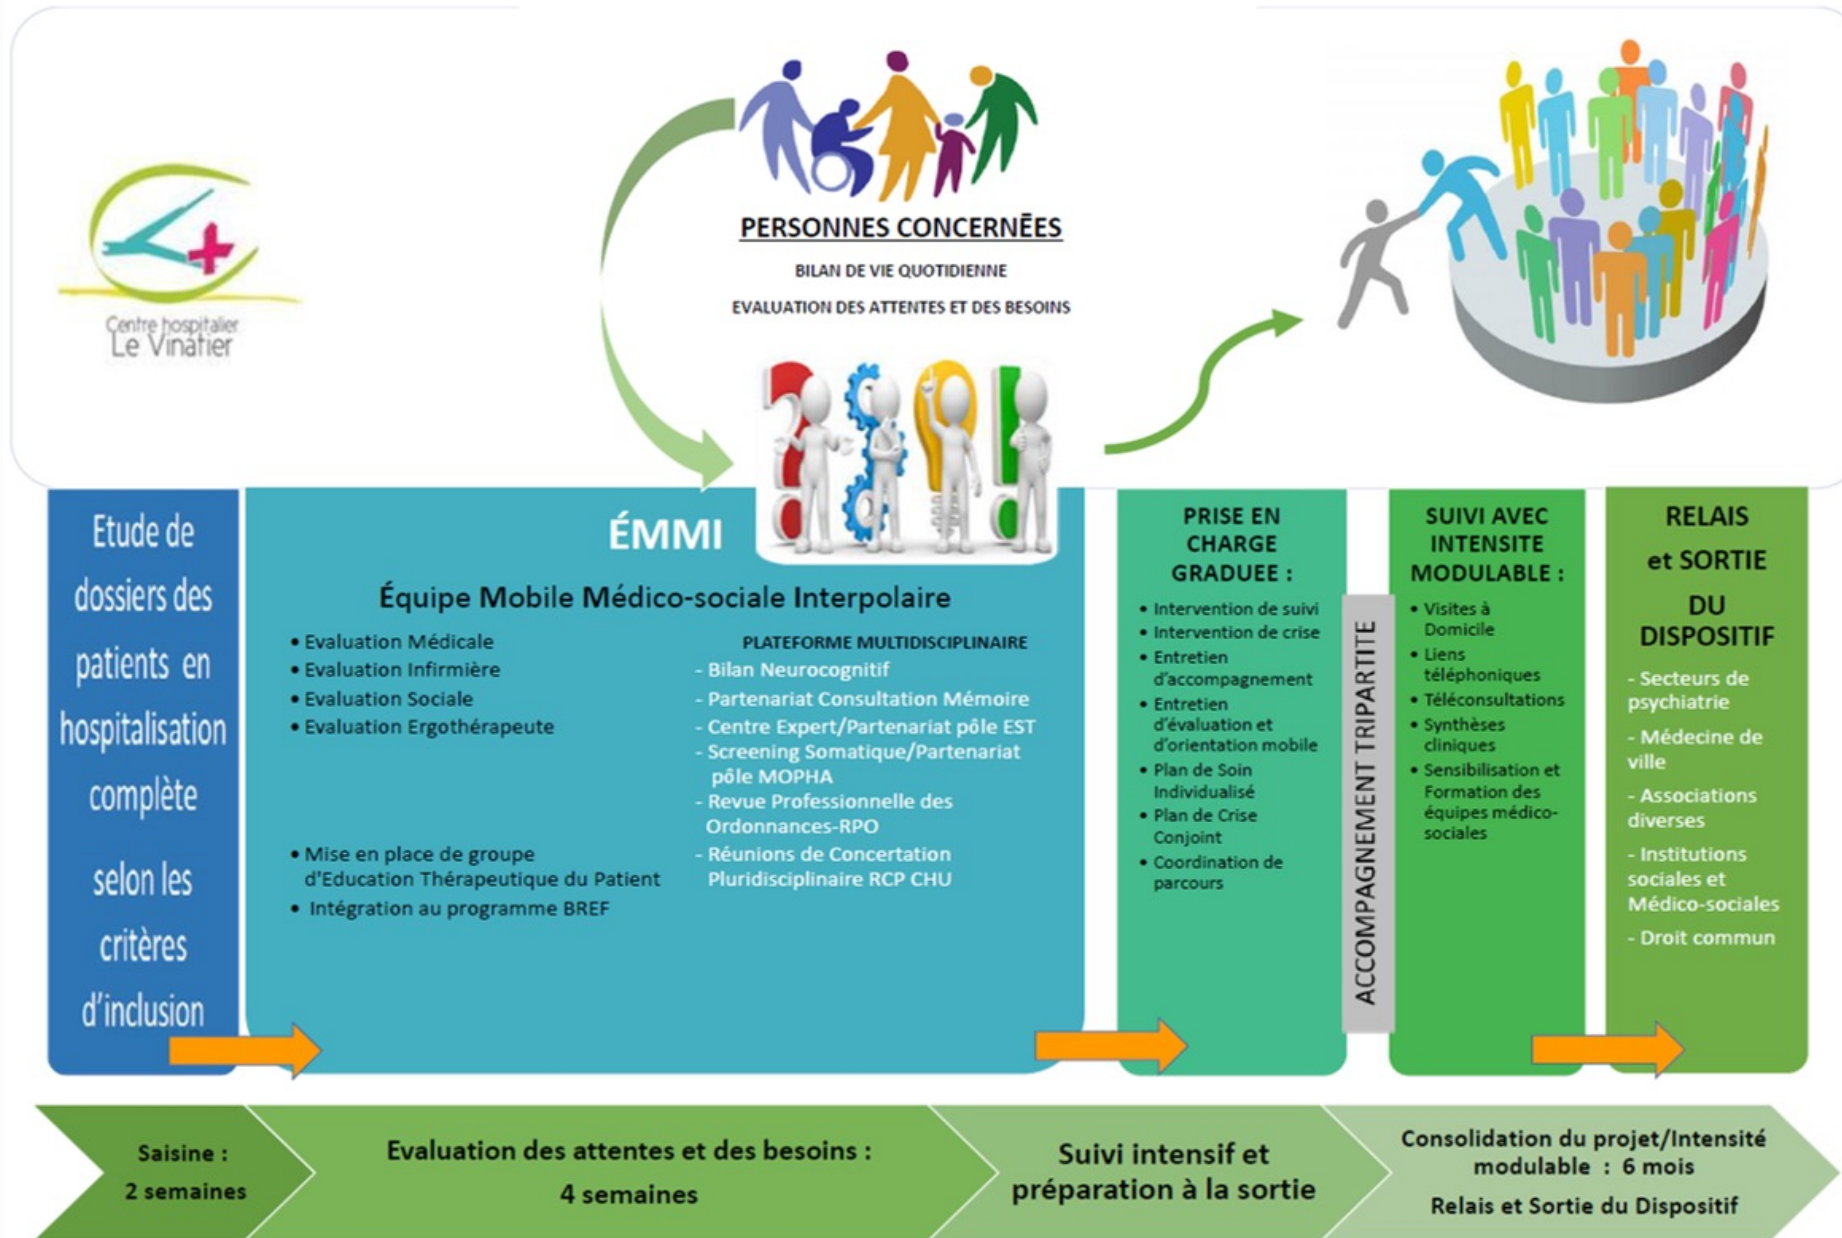 Centre hospitalier
Le Vinatier
PERSONNES CONCERNĒES
BILAN DE VIE QUOTIDIENNE
EVALUATION DES ATTENTES ET DES BESOINS
Etude de
dossiers des
patients en
hospitalisation
complète
selon les
critères
d'inclusion
ÉMMI
Équipe Mobile Médico-sociale Interpolaire
• Evaluation Médicale
• Evaluation Infirmière
• Evaluation Sociale
• Evaluation Ergothérapeute
• Mise en place de groupe
d'Education Thérapeutique du Patient
• Intégration au programme BREF
PLATEFORME MULTIDISCIPLINAIRE
- Bilan Neurocognitif
- Partenariat Consultation Mémoire
- Centre Expert/Partenariat pôle EST
- Screening Somatique/Partenariat
pôle MOPHA
- Revue Professionnelle des
Ordonnances-RPO
- Réunions de Concertation
Pluridisciplinaire RCP CHU
PRISE EN
CHARGE
GRADUEE :
• Intervention de suivi
• Intervention de crise
• Entretien
d'accompagnement
• Entretien
d'évaluation et
d'orientation mobile
• Plan de Soin
Individualisé
• Plan de Crise
Conjoint
• Coordination de
parcours
ACCOMPAGNEMENT TRIPARTITE
SUIVI AVEC
INTENSITE
MODULABLE :
• Visites à
Domicile
• Liens
téléphoniques
• Téléconsultations
• Synthèses
cliniques
• Sensibilisation et
Formation des
équipes médico-
sociales
RELAIS
et SORTIE
DU
DISPOSITIF
- Secteurs de
psychiatrie
- Médecine de
ville
- Associations
diverses
- Institutions
sociales et
Médico-sociales
- Droit commun
Saisine :
2 semaines
Evaluation des attentes et des besoins :
4 semaines
Suivi intensif et
préparation à la sortie
Consolidation du projet/Intensité
modulable : 6 mois
Relais et Sortie du Dispositif